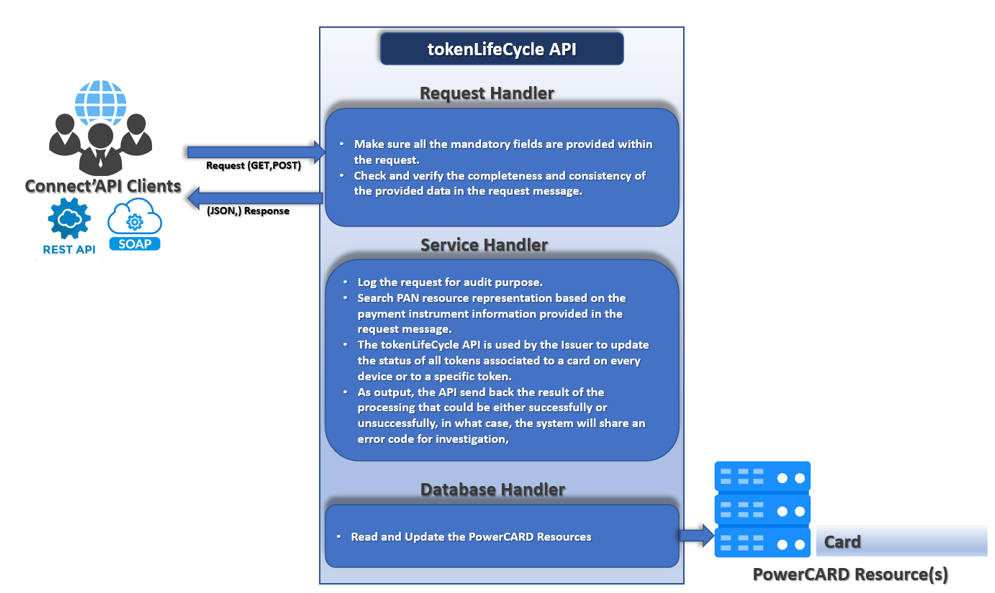 tokenLifeCycle API
Request Handler
• Make sure all the mandatory fields are provided within
the request.
• Check and verify the completeness and consistency of
the provided data in the request message.
Request (GET,POST)
Connect'API Clients
(JSON,) Response
REST API
SOAP
Service Handler
• Log the request for audit purpose.
• Search PAN resource representation based on the
payment instrument information provided in the
request message.
• The tokenLifeCycle API is used by the Issuer to update
the status of all tokens associated to a card on every
device or to a specific token.
• As output, the API send back the result of the
processing that could be either successfully or
unsuccessfully, in what case, the system will share an
error code for investigation,
Database Handler
• Read and Update the PowerCARD Resources
Card
PowerCARD Resource(s)